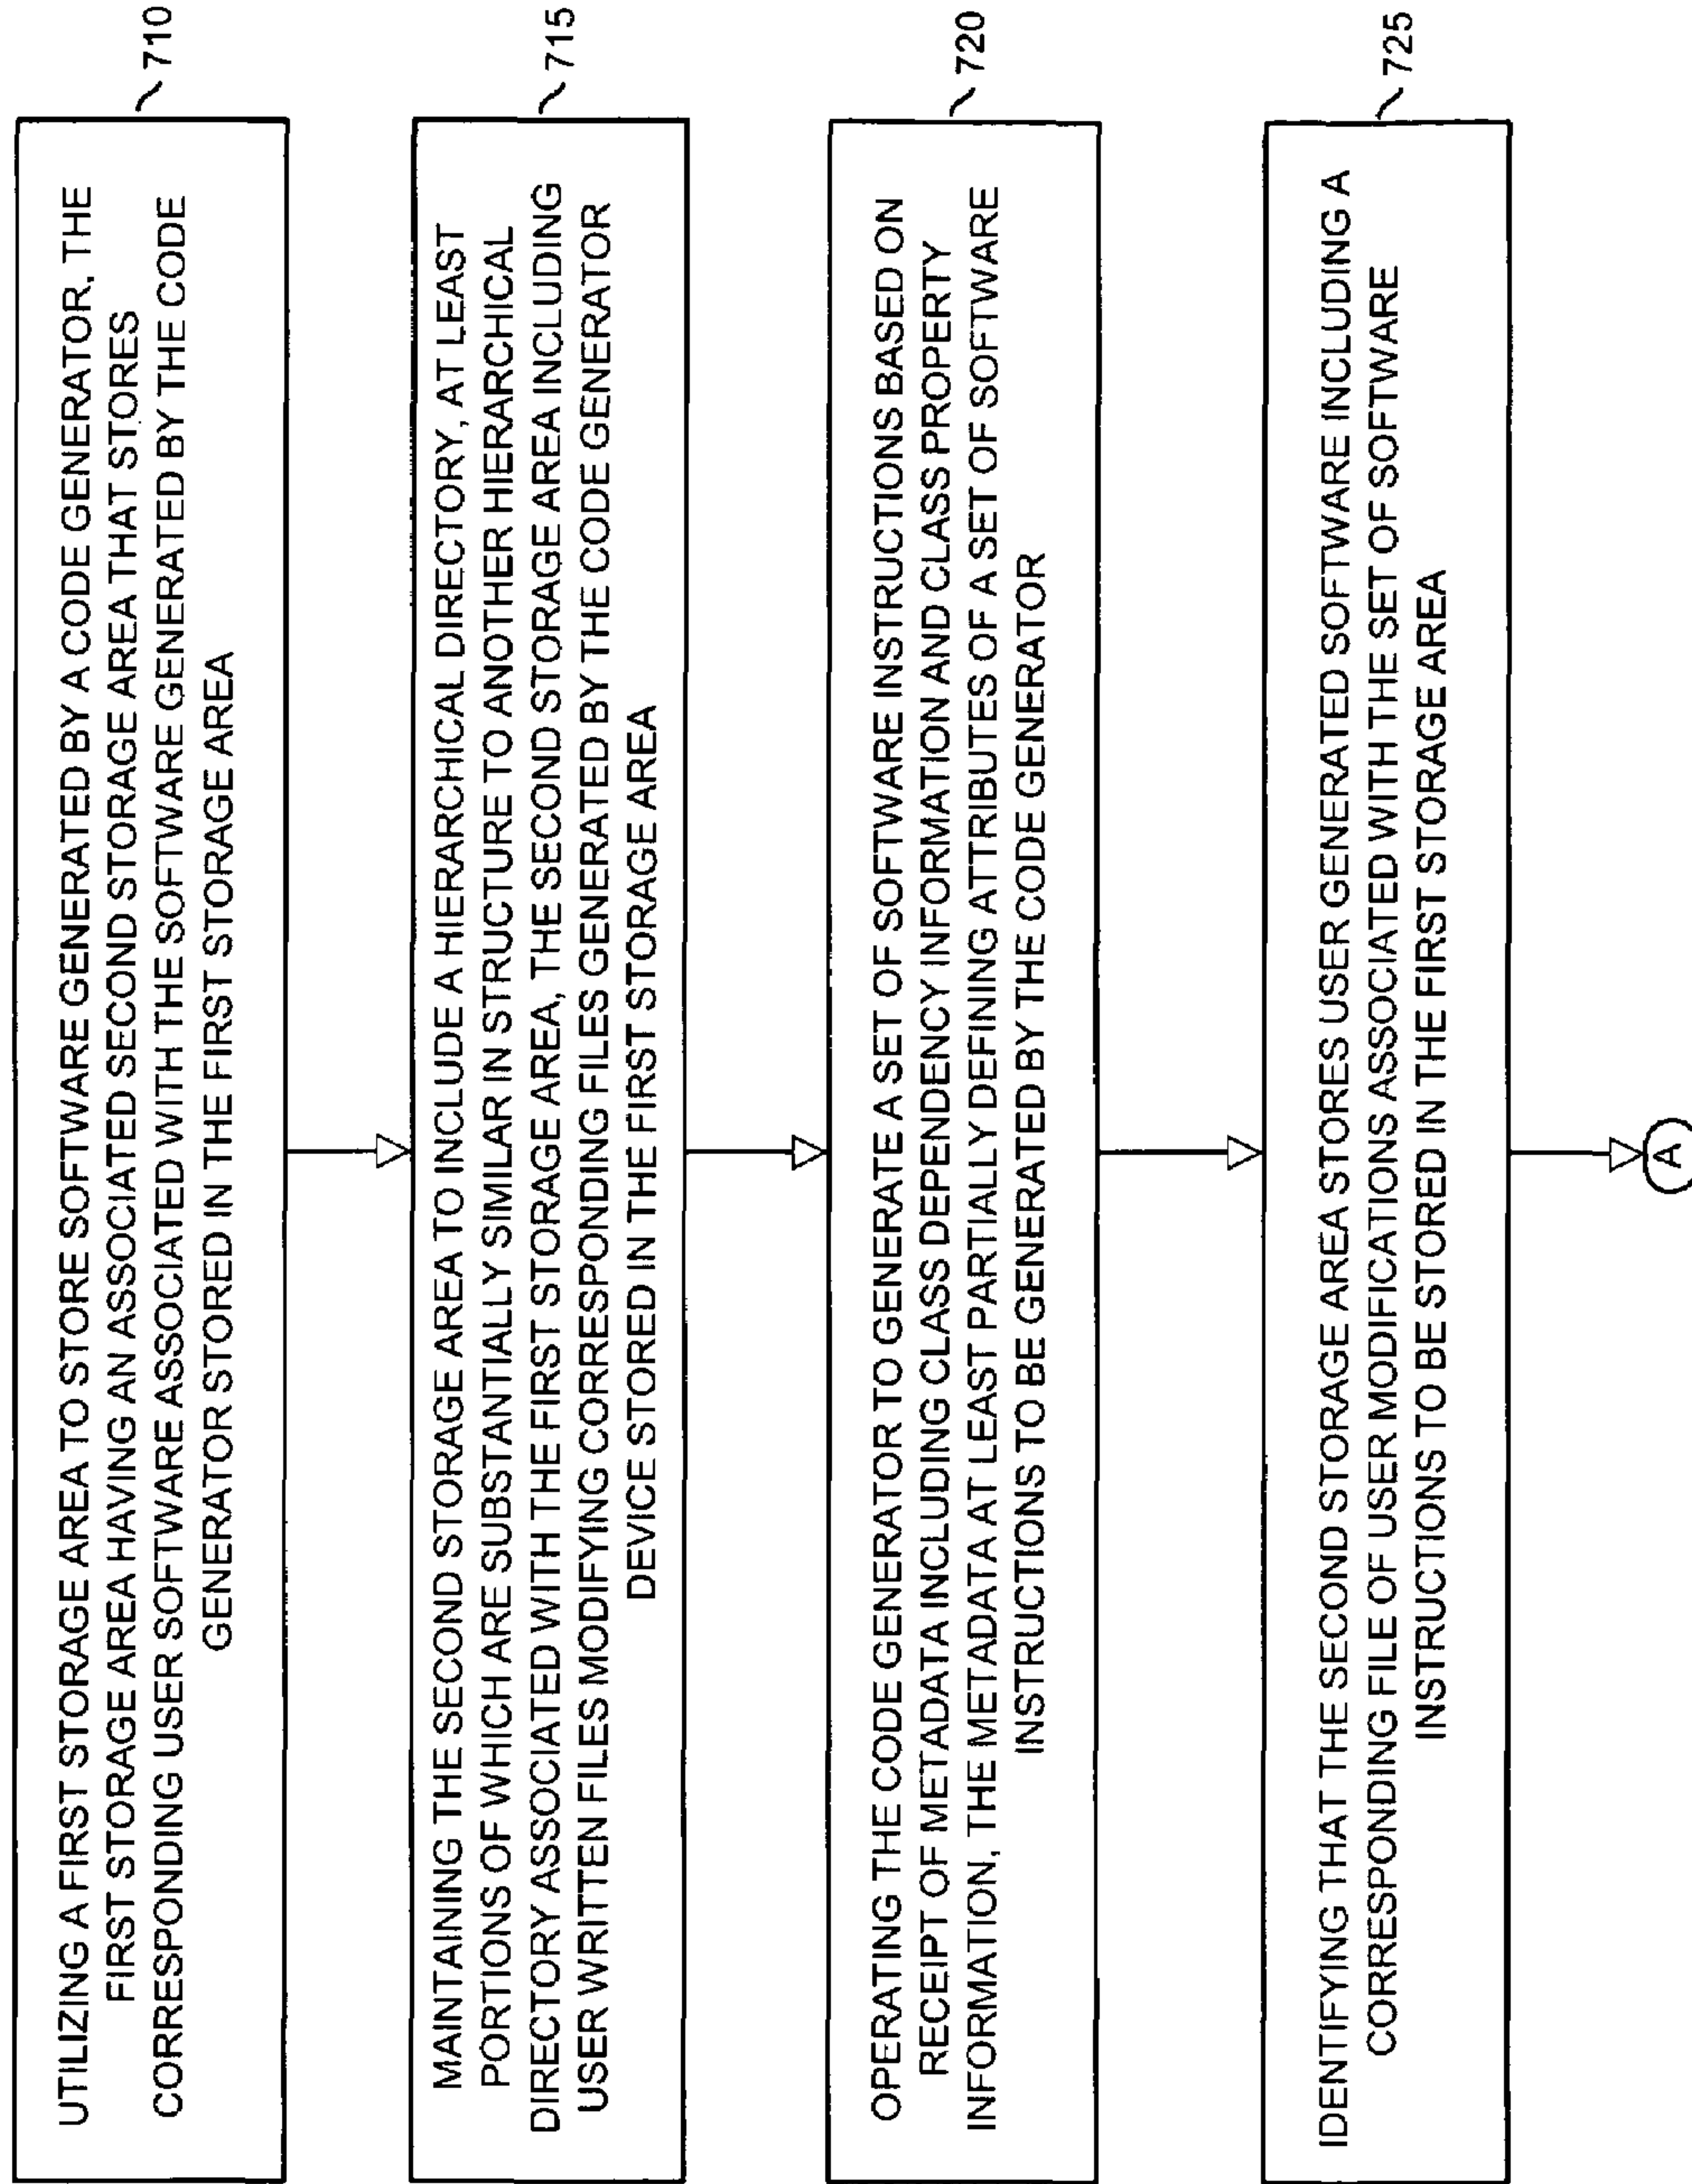 UTILIZING A FIRST STORAGE AREA TO STORE SOFTWARE GENERATED BY A CODE GENERATOR, THE
FIRST STORAGE AREA HAVING AN ASSOCIATED SECOND STORAGE AREA THAT STORES
CORRESPONDING USER SOFTWARE ASSOCIATED WITH THE SOFTWARE GENERATED BY THE CODE
GENERATOR STORED IN THE FIRST STORAGE AREA
710
MAINTAINING THE SECOND STORAGE AREA TO INCLUDE A HIERARCHICAL DIRECTORY, AT LEAST
PORTIONS OF WHICH ARE SUBSTANTIALLY SIMILAR IN STRUCTURE TO ANOTHER HIERARCHICAL
DIRECTORY ASSOCIATED WITH THE FIRST STORAGE AREA, THE SECOND STORAGE AREA INCLUDING
USER WRITTEN FILES MODIFYING CORRESPONDING FILES GENERATED BY THE CODE GENERATOR
DEVICE STORED IN THE FIRST STORAGE AREA
715
OPERATING THE CODE GENERATOR TO GENERATE A SET OF SOFTWARE INSTRUCTIONS BASED ON
RECEIPT OF METADATA INCLUDING CLASS DEPENDENCY INFORMATION AND CLASS PROPERTY
INFORMATION, THE METADATA AT LEAST PARTIALLY DEFINING ATTRIBUTES OF A SET OF SOFTWARE
INSTRUCTIONS TO BE GENERATED BY THE CODE GENERATOR
720
IDENTIFYING THAT THE SECOND STORAGE AREA STORES USER GENERATED SOFTWARE INCLUDING A
CORRESPONDING FILE OF USER MODIFICATIONS ASSOCIATED WITH THE SET OF SOFTWARE
INSTRUCTIONS TO BE STORED IN THE FIRST STORAGE AREA
725
A